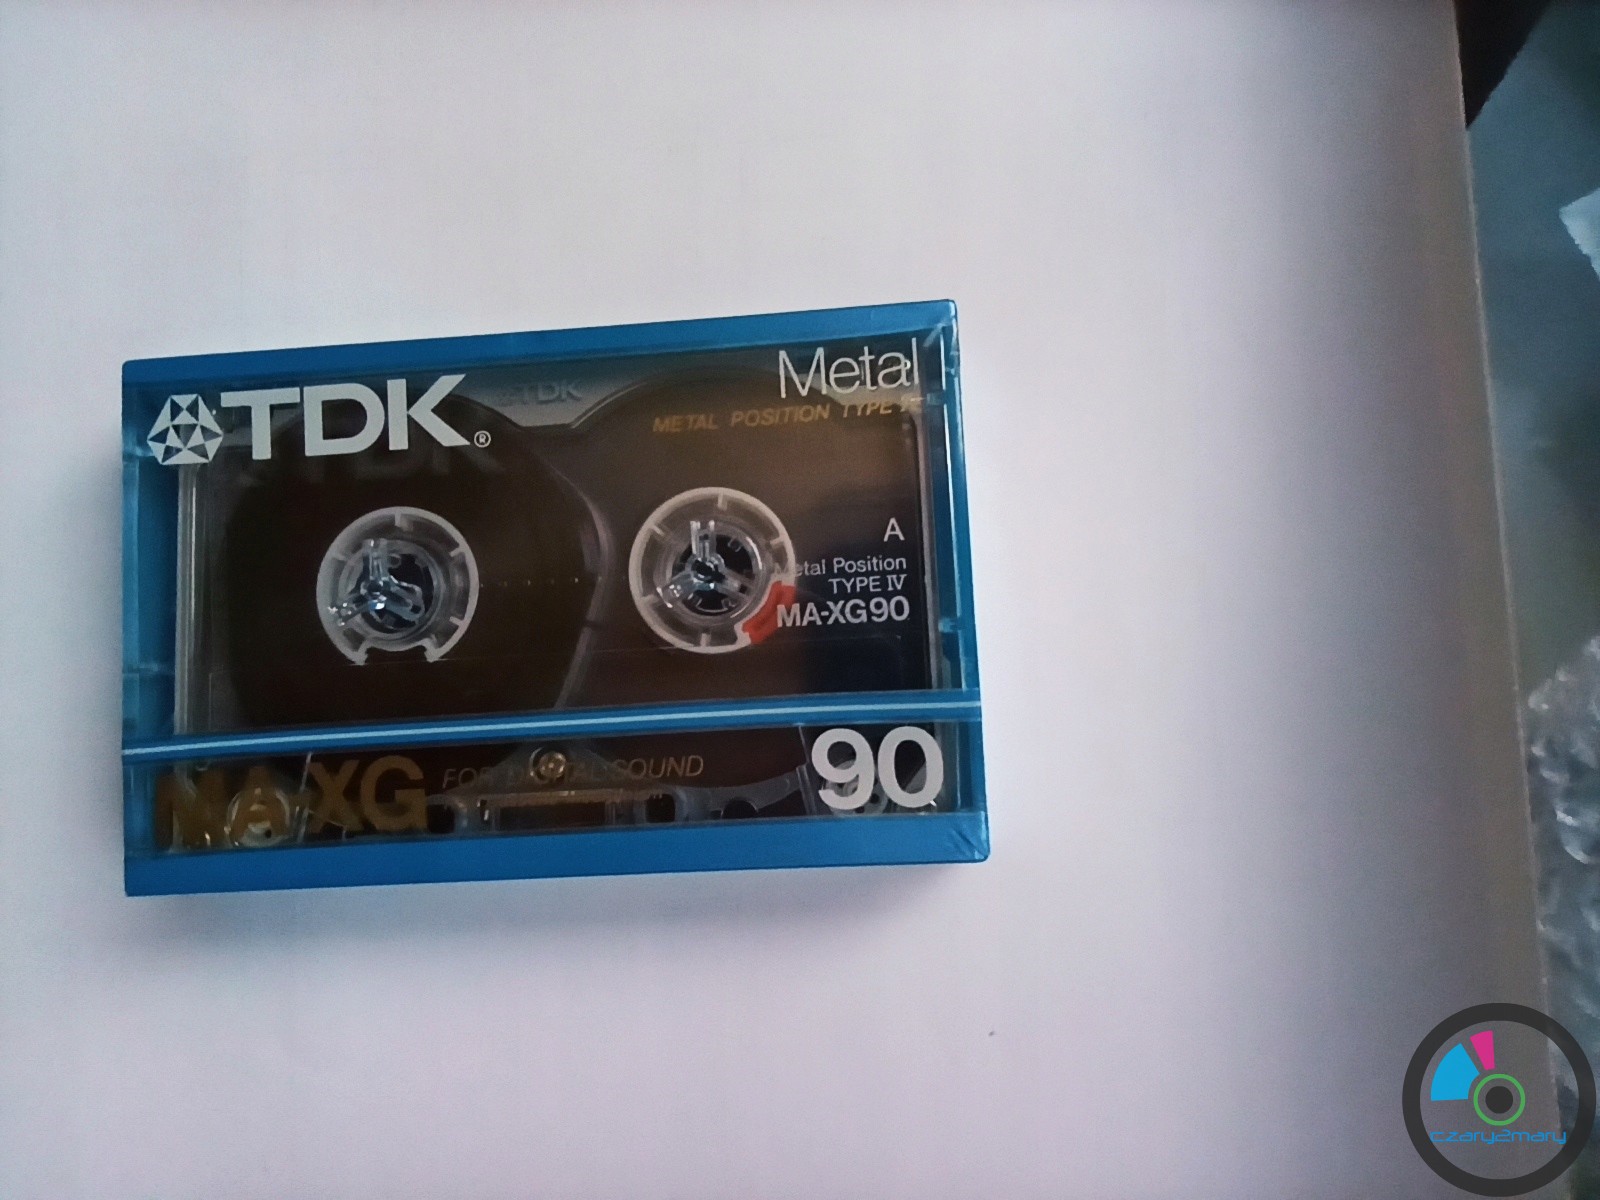 TDK®
TDK
Metal
METAL POSITION TYPE
A
Metal Position
TYPE IV
MA-XG90
MA-XG FOR DIGITAL SOUND
90
czary2mary